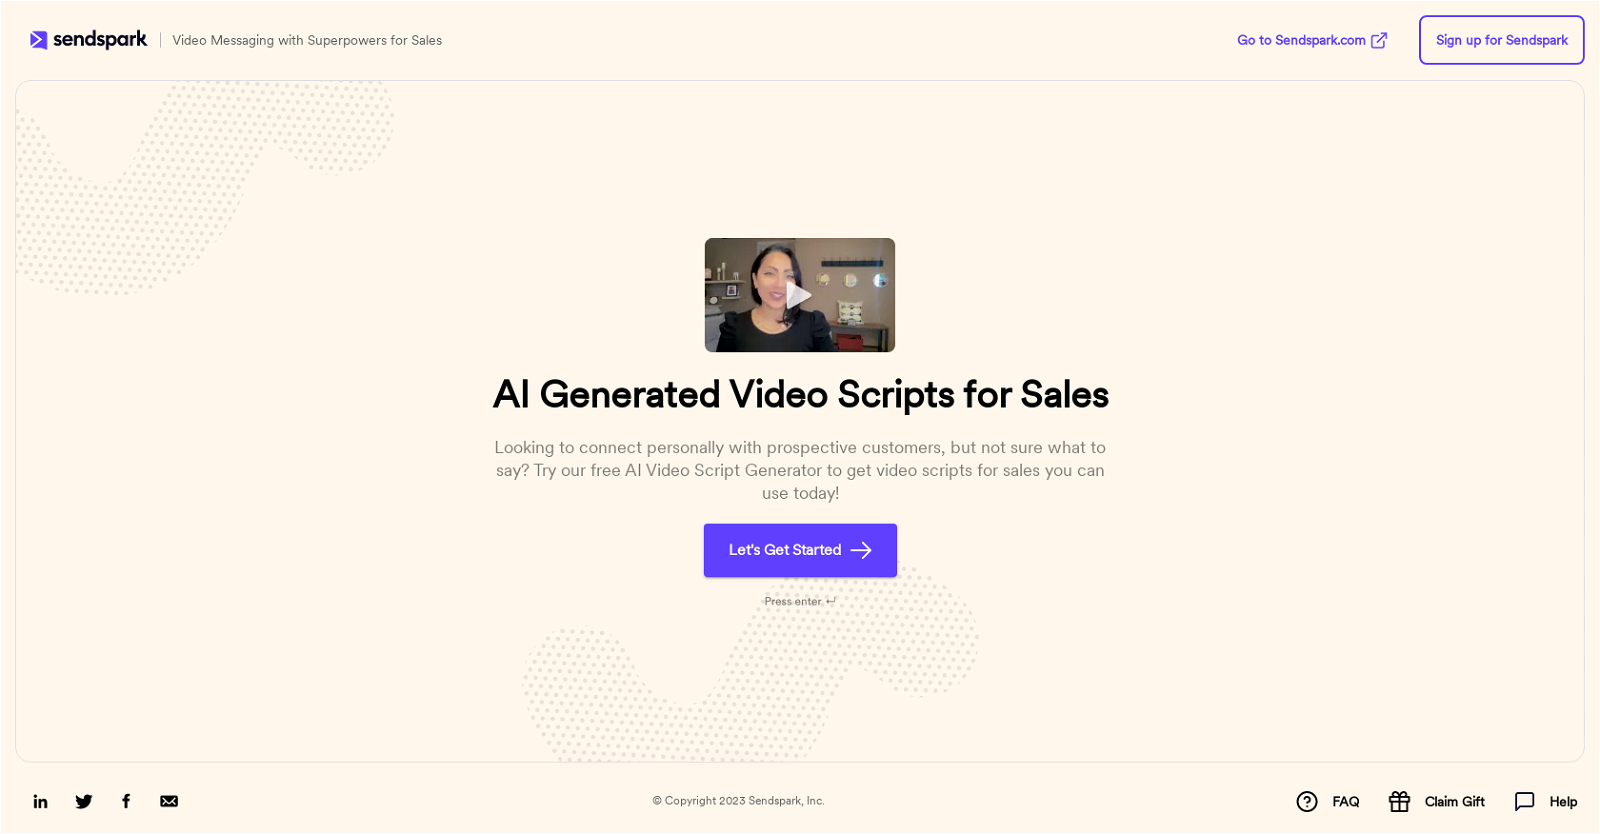 sendspark
Video Messaging with Superpowers for Sales
Go to Sendspark.com
Sign up for Sendspark
AI Generated Video Scripts for Sales
Looking to connect personally with prospective customers, but not sure what to
say? Try our free AI Video Script Generator to get video scripts for sales you can
use today!
Let's Get Started
Press enter ↵
© Copyright 2023 Sendspark, Inc.
FAQ
Claim Gift
Help